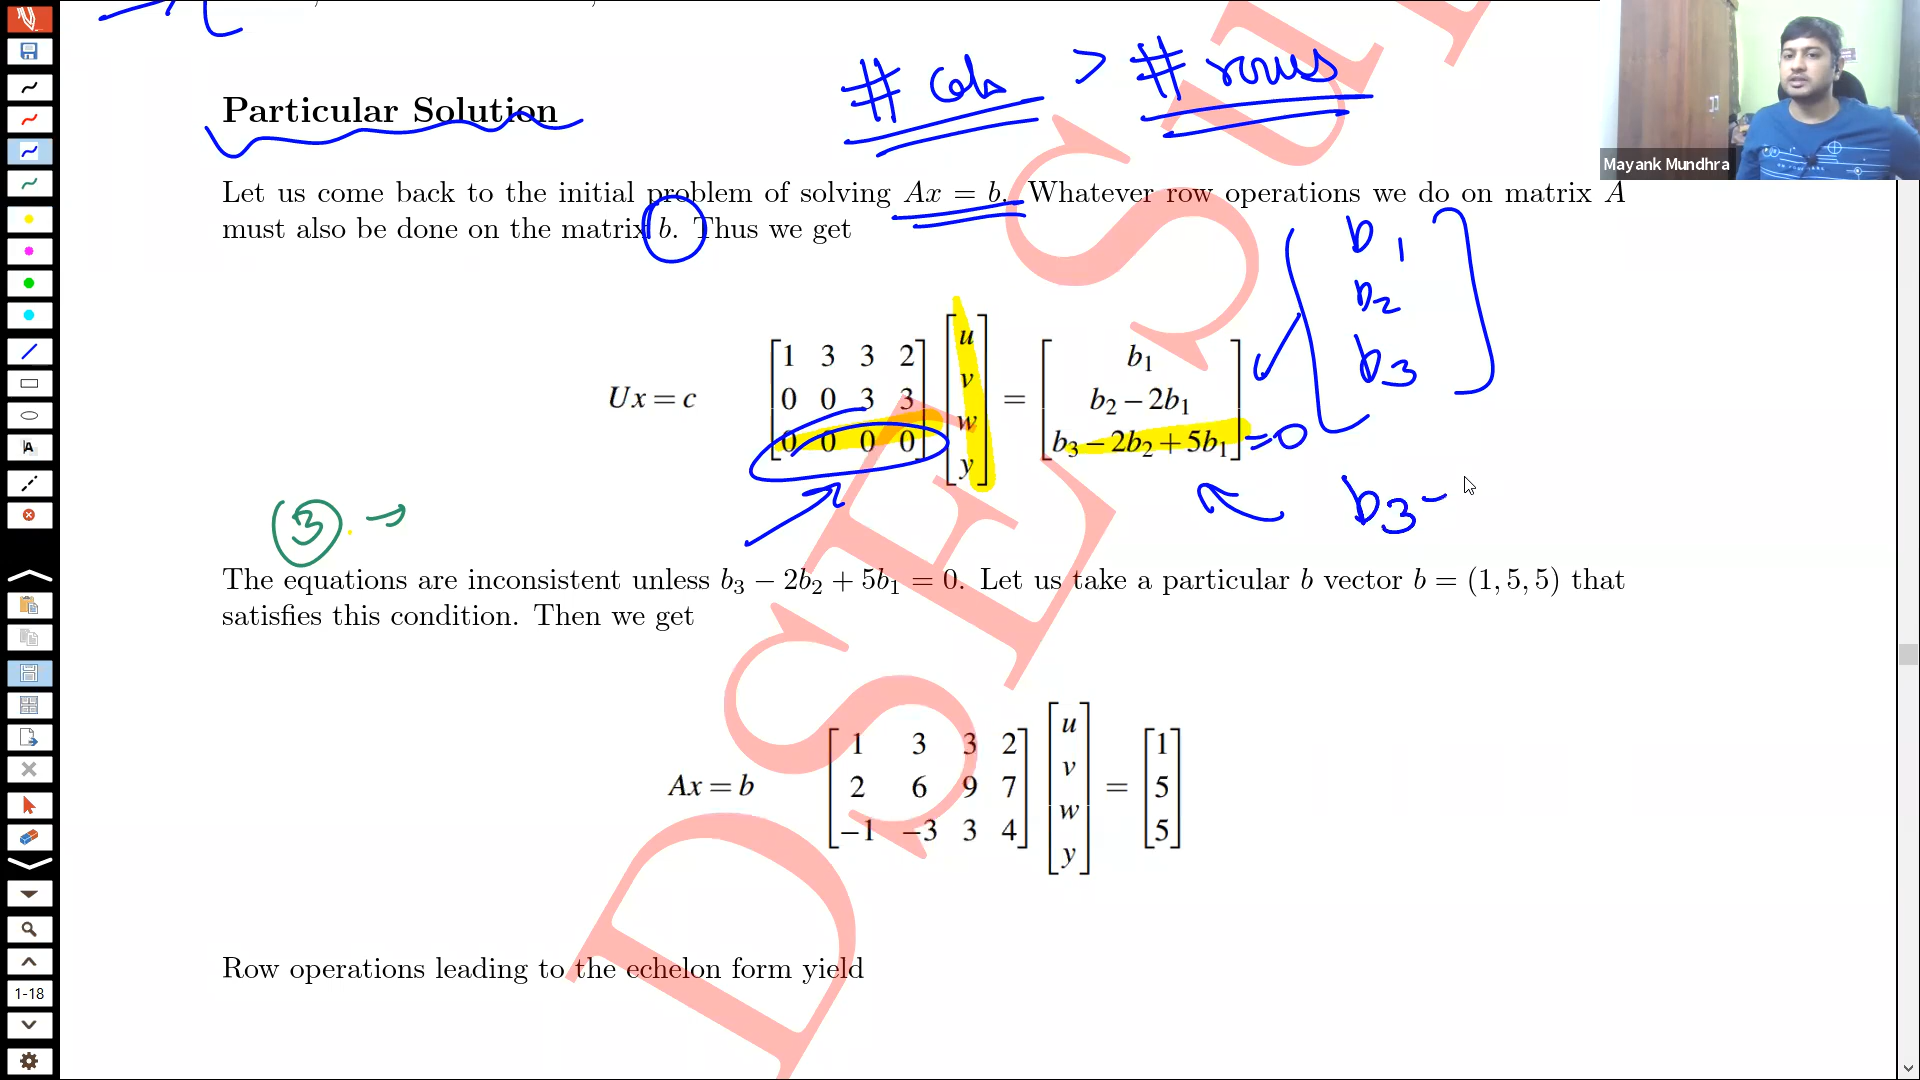 # cols > # rows
Particular Solution
Mayank Mundhra
Let us come back to the initial problem of solving Ax = b. Whatever row operations we do on matrix A
must also be done on the matrix b. Thus we get
b1
b2
b3
Ux = c
1 3 3 2
0 0 3 3
0 0 0 0
u
v
w
y
=
b1
b2 − 2b1
b3 − 2b2 + 5b1
=0
b3 −
3 →
The equations are inconsistent unless b3 − 2b2 + 5b1 = 0. Let us take a particular b vector b = (1, 5, 5) that
satisfies this condition. Then we get
Ax = b
1 3 3 2
2 6 9 7
−1 −3 3 4
u
v
w
y
=
1
5
5
Row operations leading to the echelon form yield
1-18
DSE Su